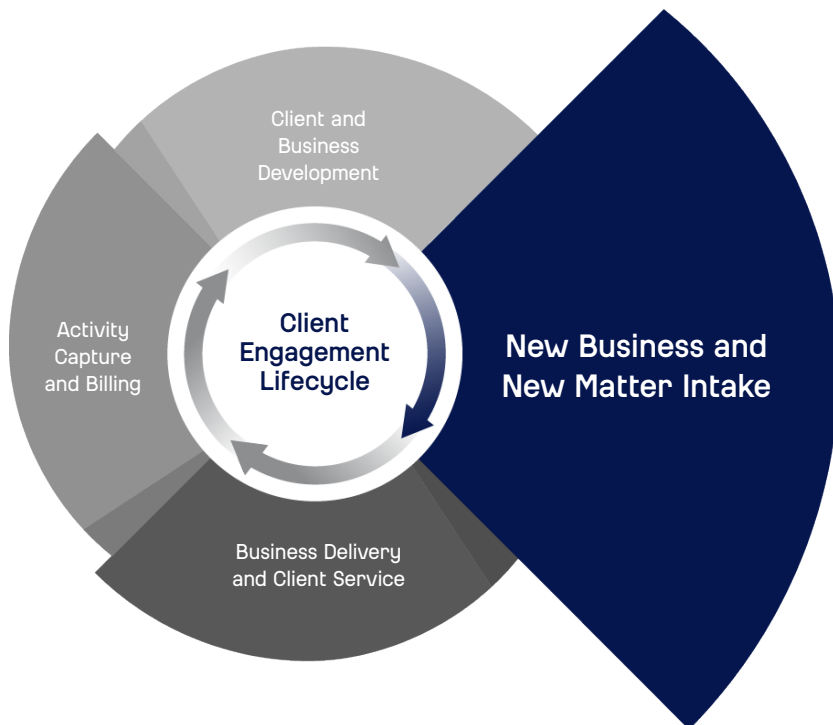 Client and
Business
Development
New Business and
New Matter Intake
Business Delivery
and Client Service
Activity
Capture
and Billing
Client
Engagement
Lifecycle